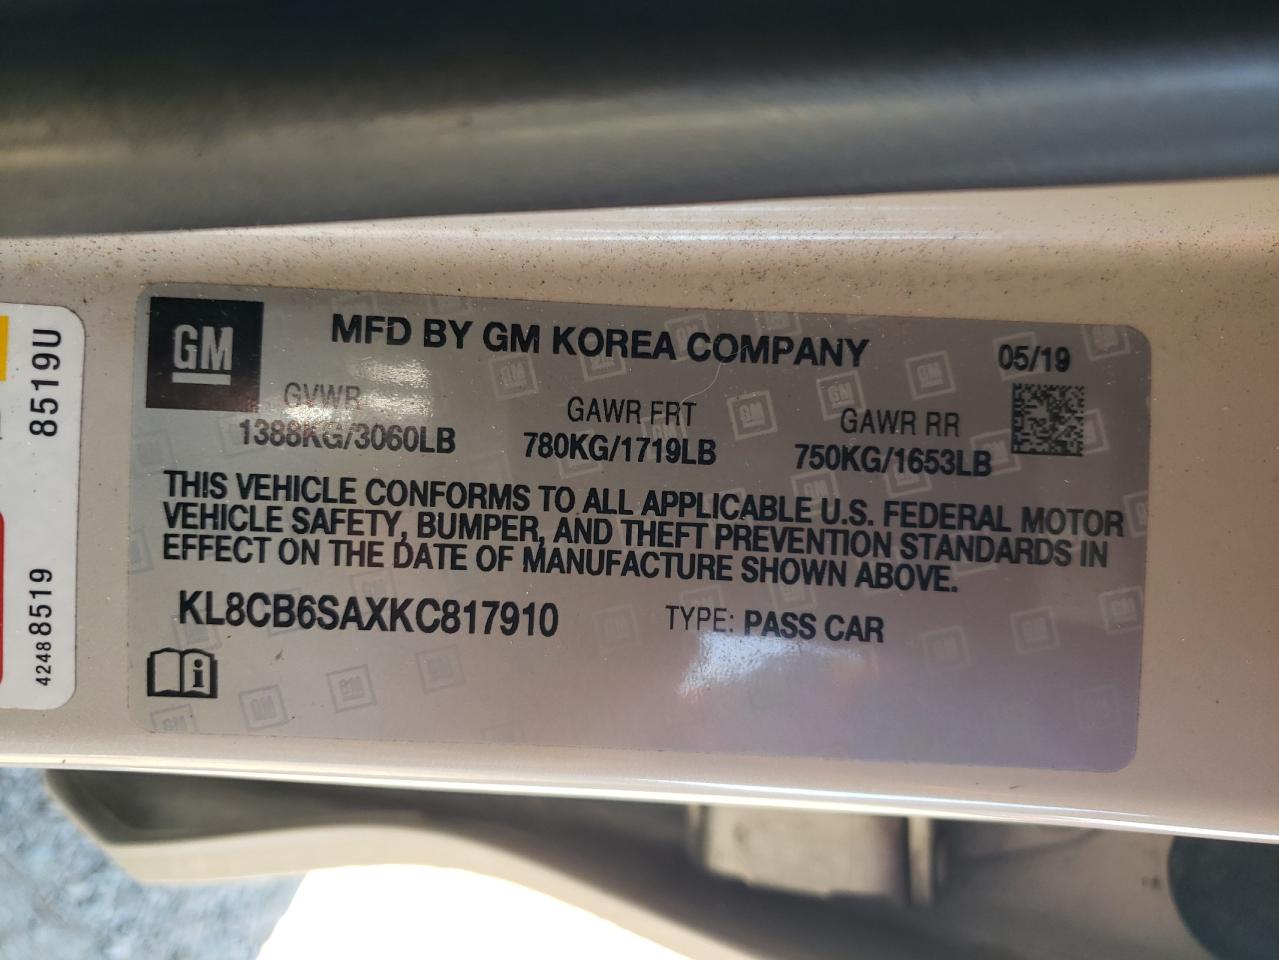 GM
MFD BY GM KOREA COMPANY
05/19
GVWR
GAWR FRT
GAWR RR
1388KG/3060LB
780KG/1719LB
750KG/1653LB
THIS VEHICLE CONFORMS TO ALL APPLICABLE U.S. FEDERAL MOTOR
VEHICLE SAFETY, BUMPER, AND THEFT PREVENTION STANDARDS IN
EFFECT ON THE DATE OF MANUFACTURE SHOWN ABOVE.
KL8CB6SAXKC817910
TYPE: PASS CAR
i
8519U
42488519